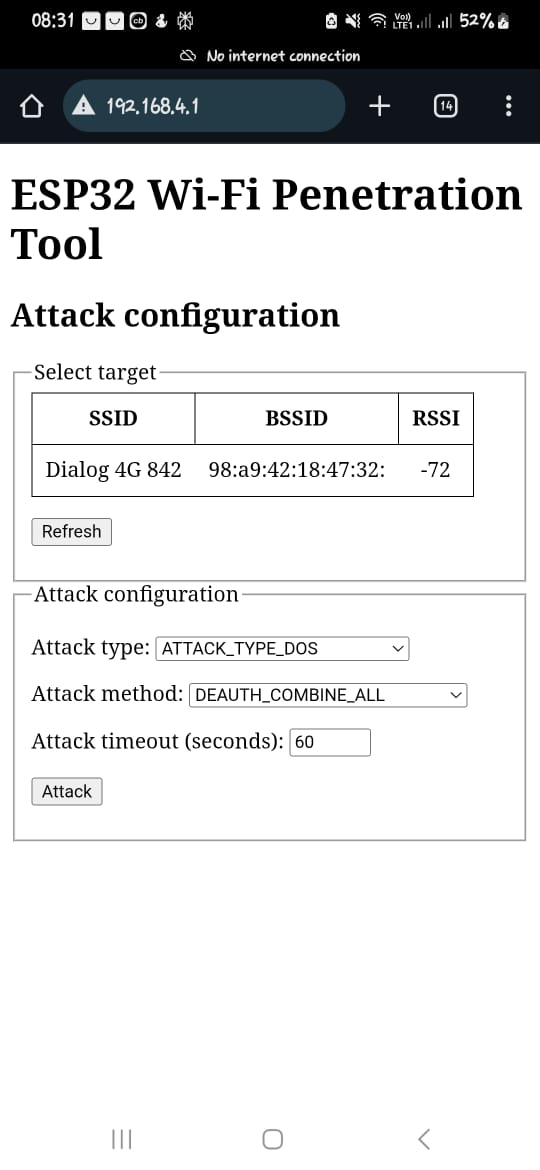 08:31 Vo)) LTE1 52%
No internet connection
192.168.4.1 14
ESP32 Wi-Fi Penetration
Tool
Attack configuration
Select target
SSID BSSID RSSI
Dialog 4G 842 98:a9:42:18:47:32: -72
Refresh
Attack configuration
Attack type: ATTACK_TYPE_DOS
Attack method: DEAUTH_COMBINE_ALL
Attack timeout (seconds): 60
Attack